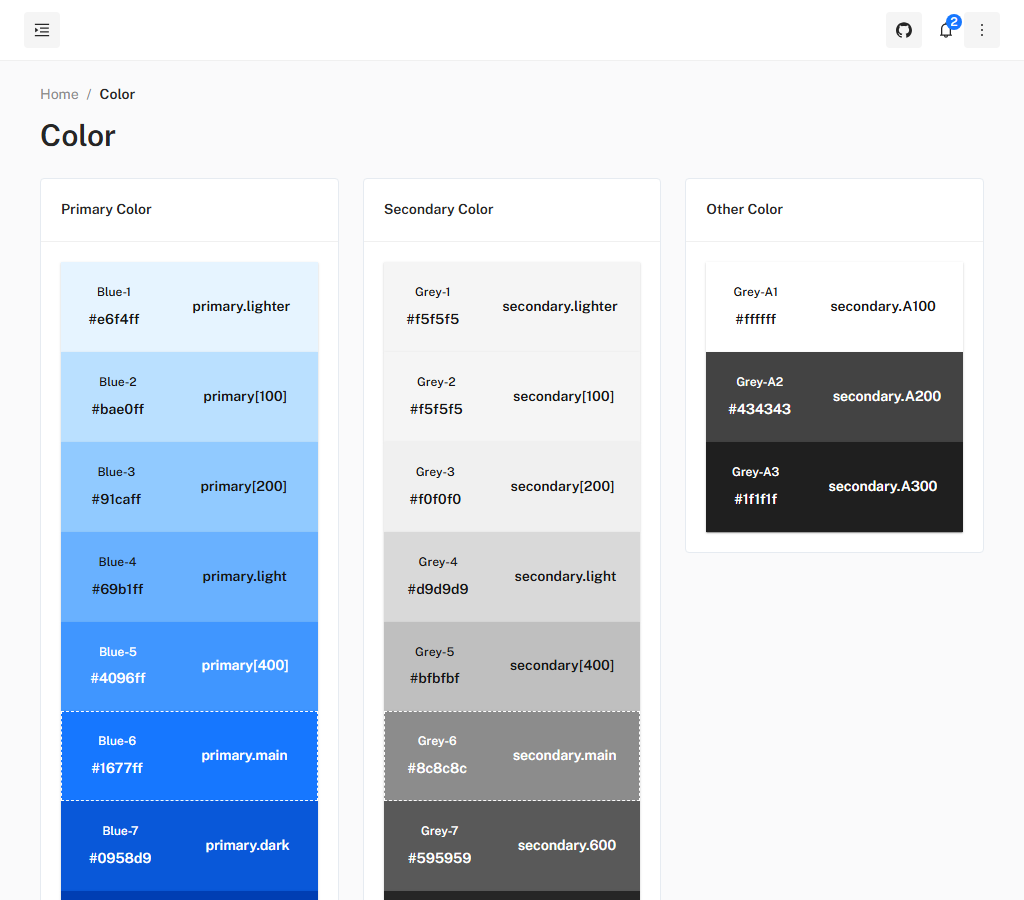 2
Home / Color
Color
Primary Color
Blue-1
#e6f4ff
primary.lighter
Blue-2
#bae0ff
primary[100]
Blue-3
#91caff
primary[200]
Blue-4
#69b1ff
primary.light
Blue-5
#4096ff
primary[400]
Blue-6
#1677ff
primary.main
Blue-7
#0958d9
primary.dark
Secondary Color
Grey-1
#f5f5f5
secondary.lighter
Grey-2
#f5f5f5
secondary[100]
Grey-3
#f0f0f0
secondary[200]
Grey-4
#d9d9d9
secondary.light
Grey-5
#bfbfbf
secondary[400]
Grey-6
#8c8c8c
secondary.main
Grey-7
#595959
secondary.600
Other Color
Grey-A1
#ffffff
secondary.A100
Grey-A2
#434343
secondary.A200
Grey-A3
#1f1f1f
secondary.A300